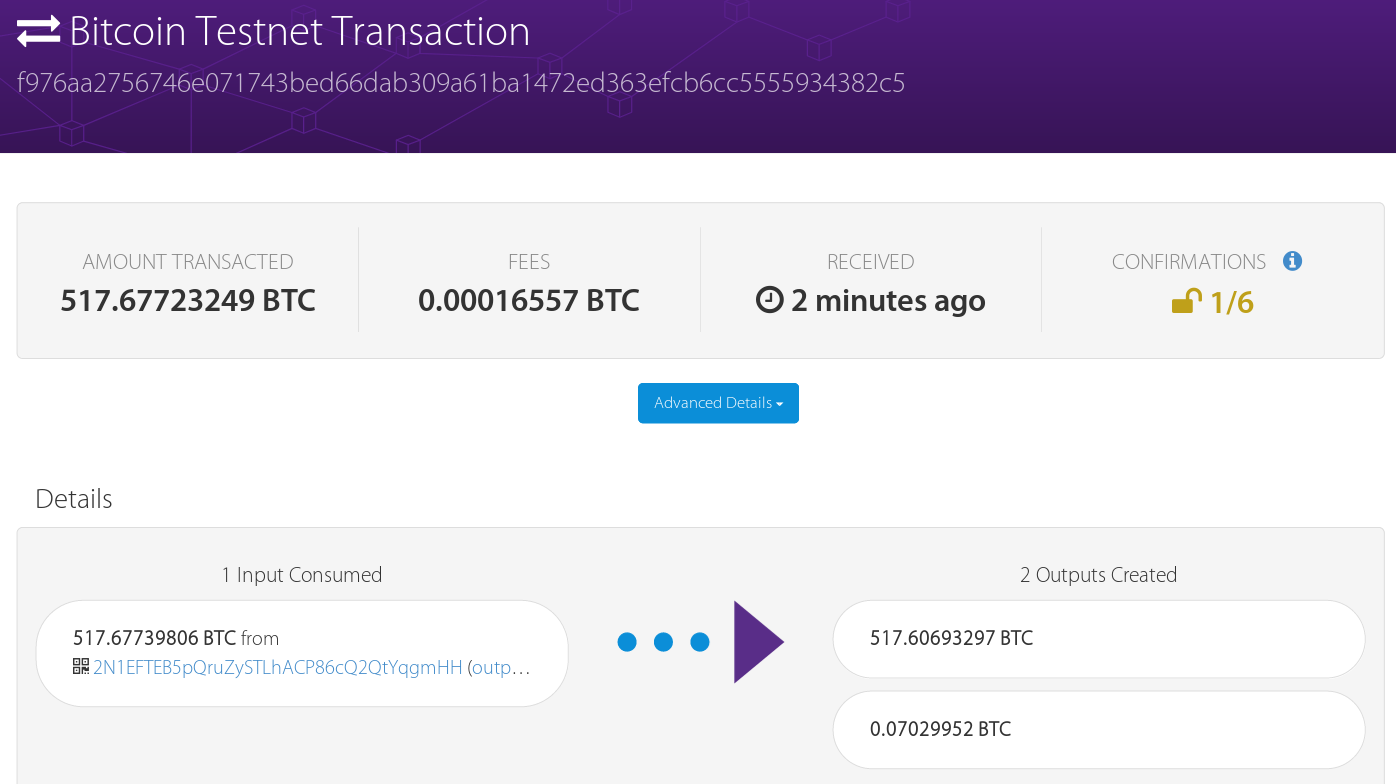 Bitcoin Testnet Transaction
f976aa2756746e071743bed66dab309a61ba1472ed363efcb6cc5555934382c5
AMOUNT TRANSACTED
517.67723249 BTC
FEES
0.00016557 BTC
RECEIVED
2 minutes ago
CONFIRMATIONS
1/6
Advanced Details
Details
1 Input Consumed
517.67739806 BTC from
2N1EFTEB5pQruZySTLhACP86cQ2QtYqgmHH (outp…
2 Outputs Created
517.60693297 BTC
0.07029952 BTC